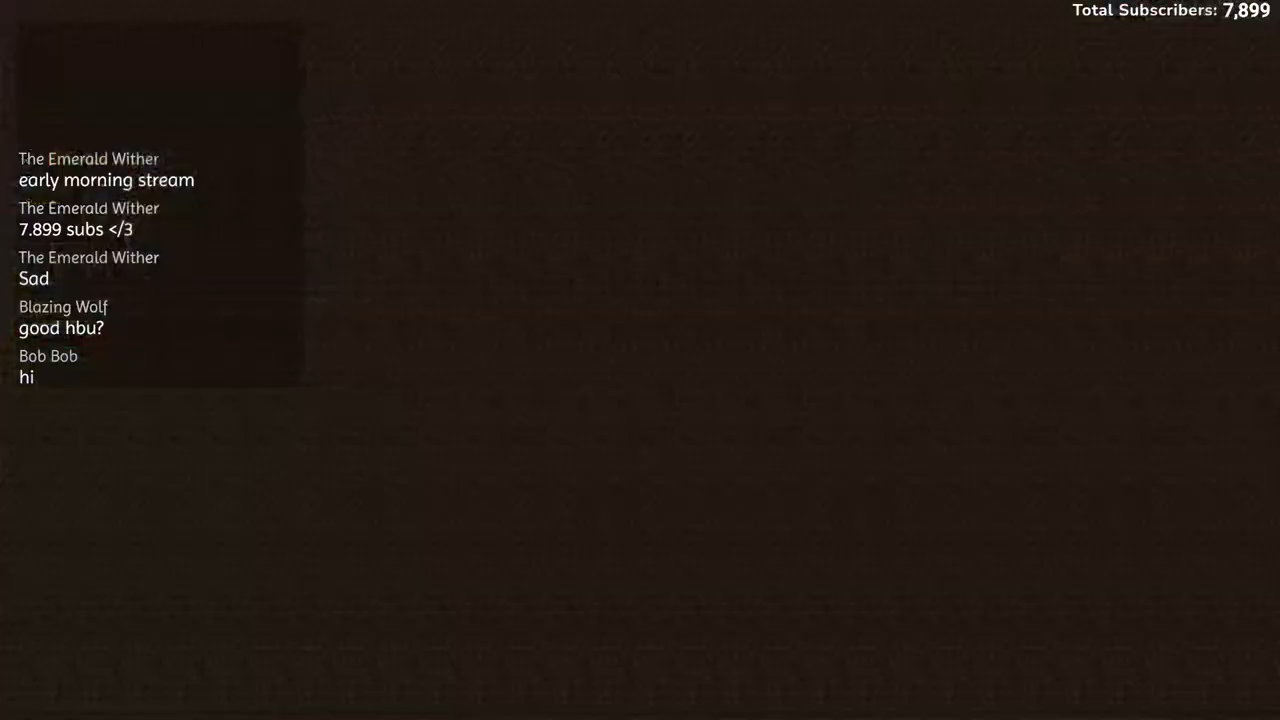 Total Subscribers: 7,899
The Emerald Wither
early morning stream
The Emerald Wither
7.899 subs </3
The Emerald Wither
Sad
Blazing Wolf
good hbu?
Bob Bob
hi